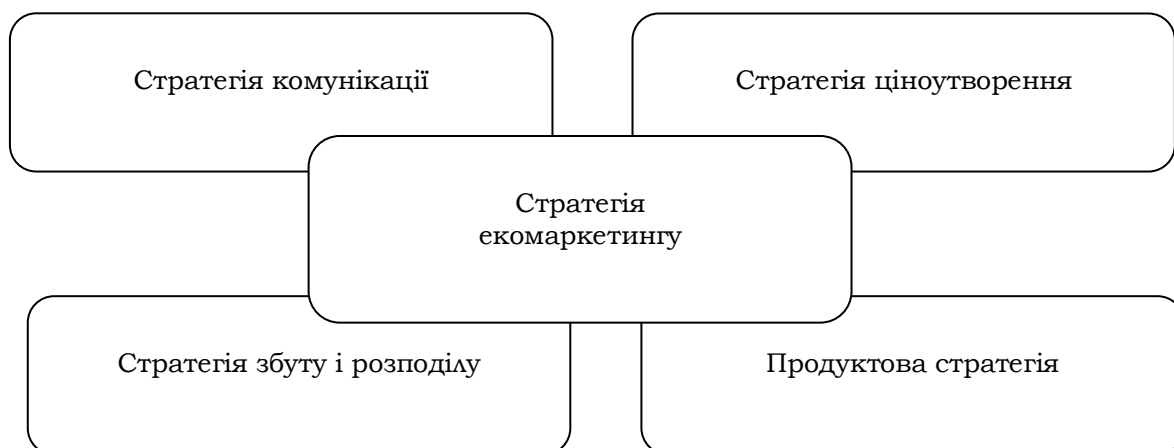 Стратегія комунікації
Стратегія ціноутворення
Стратегія
екомаркетингу
Стратегія збуту і розподілу
Продуктова стратегія